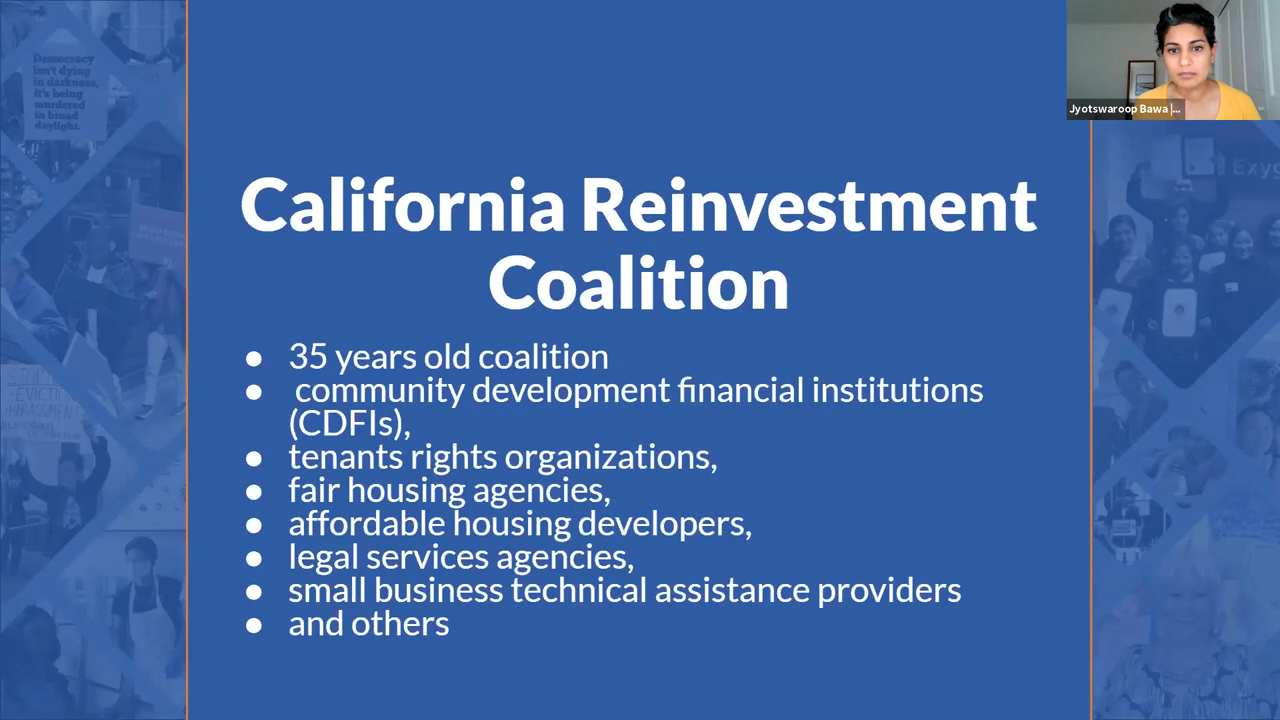 Democracy
isn't dying
in darkness,
it's being
murdered
in broad
daylight.
Jyotswaroop Bawa |...
California Reinvestment
Coalition
● 35 years old coalition
● community development financial institutions
(CDFIs),
● tenants rights organizations,
● fair housing agencies,
● affordable housing developers,
● legal services agencies,
● small business technical assistance providers
● and others
EVICTION
HARASSMENT